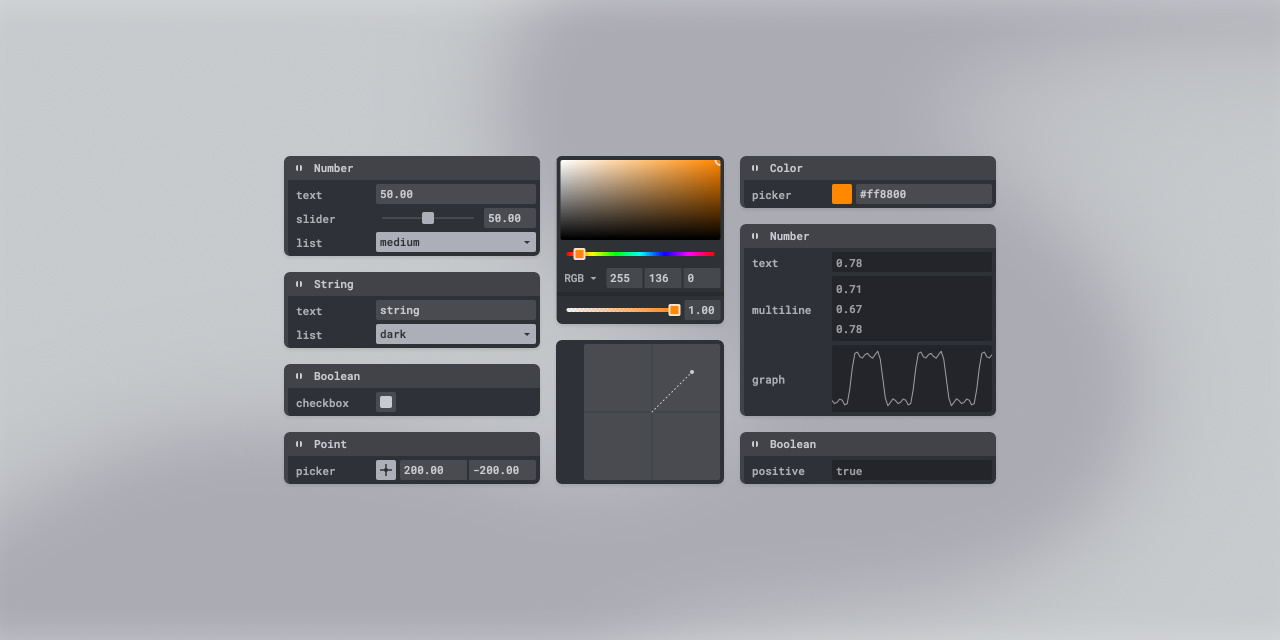 Number
text 50.00
slider 50.00
list medium
String
text string
list dark
Boolean
checkbox
Point
picker 200.00 -200.00
RGB 255 136 0
1.00
Color
picker #ff8800
Number
text 0.78
0.71
multiline 0.67
0.78
graph
Boolean
positive true